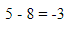 5 - 8 = -3